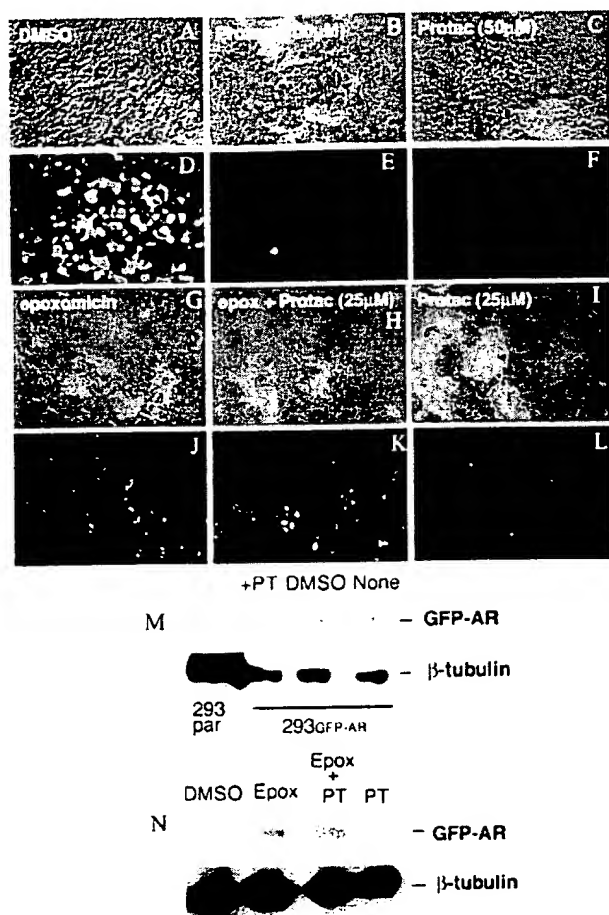 DMSO A B Protac (50µM) C
D E F
epoxomicin G epox + Protac (25µM) H Protac (25µM) I
J K L
+PT DMSO None
M – GFP-AR
– β-tubulin
293 par
293GFP-AR
Epox + PT
DMSO Epox PT
N – GFP-AR
– β-tubulin